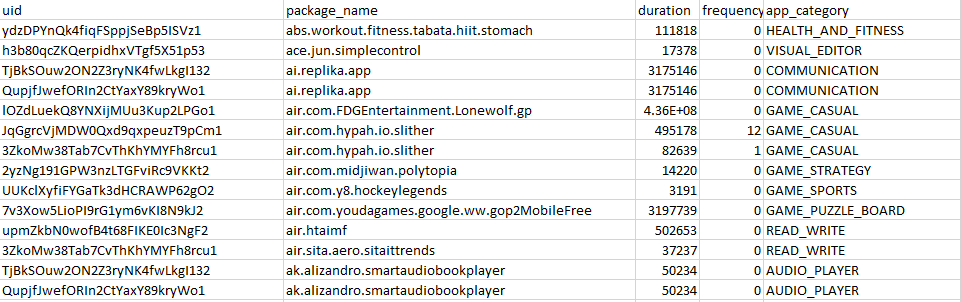 uid package_name duration frequency app_category
ydzDPYnQk4fiqFSppjSeBp5ISVz1 abs.workout.fitness.tabata.hiit.stomach 111818 0 HEALTH_AND_FITNESS
h3b80qcZKQerpidhxVTgf5X51p53 ace.jun.simplecontrol 17378 0 VISUAL_EDITOR
TjBkSOuw2ON2Z3ryNK4fwLkgI132 ai.replika.app 3175146 0 COMMUNICATION
QupjfJwefORIn2CtYaxY89kryWo1 ai.replika.app 3175146 0 COMMUNICATION
lOZdLuekQ8YNXijMUu3Kup2LPGo1 air.com.FDGEntertainment.Lonewolf.gp 4.36E+08 0 GAME_CASUAL
JqGgrcVjMDW0Qxd9qxpeuzT9pCm1 air.com.hypah.io.slither 495178 12 GAME_CASUAL
3ZkoMw38Tab7CvThKhYMYFh8rcu1 air.com.hypah.io.slither 82639 1 GAME_CASUAL
2yzNg191GPW3nzLTGFviRc9VKKt2 air.com.midjiwan.polytopia 14220 0 GAME_STRATEGY
UUKclXyfiFYGaTk3dHCRAWP62gO2 air.com.y8.hockeylegends 3191 0 GAME_SPORTS
7v3Xow5LioPI9rG1ym6vKI8N9kJ2 air.com.youdagames.google.ww.gop2MobileFree 3197739 0 GAME_PUZZLE_BOARD
upmZkbN0wofB4t68FIKE0Ic3NgF2 air.htaimf 502653 0 READ_WRITE
3ZkoMw38Tab7CvThKhYMYFh8rcu1 air.sita.aero.sitaittrends 37237 0 READ_WRITE
TjBkSOuw2ON2Z3ryNK4fwLkgI132 ak.alizandro.smartaudiobookplayer 50234 0 AUDIO_PLAYER
QupjfJwefORIn2CtYaxY89kryWo1 ak.alizandro.smartaudiobookplayer 50234 0 AUDIO_PLAYER